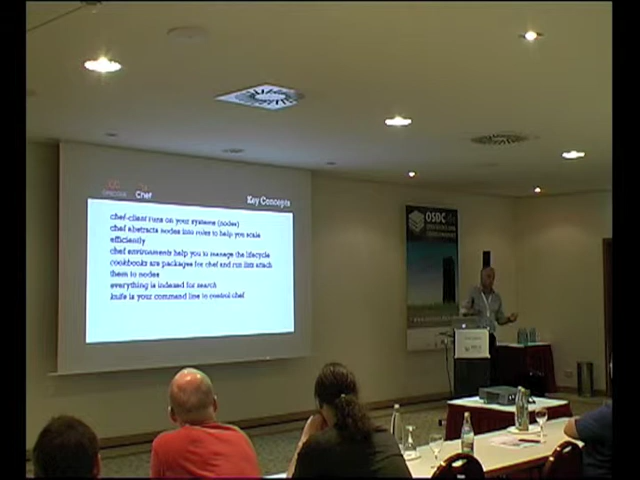 Chef
Key Concepts
chef-client runs on your systems (nodes)
chef abstracts nodes into roles to help you scale
efficiently
chef environments help you to manage the lifecycle
cookbooks are packages for chef and run lists attach
them to nodes
everything is indexed for search
knife is your command line to control chef
OSDC